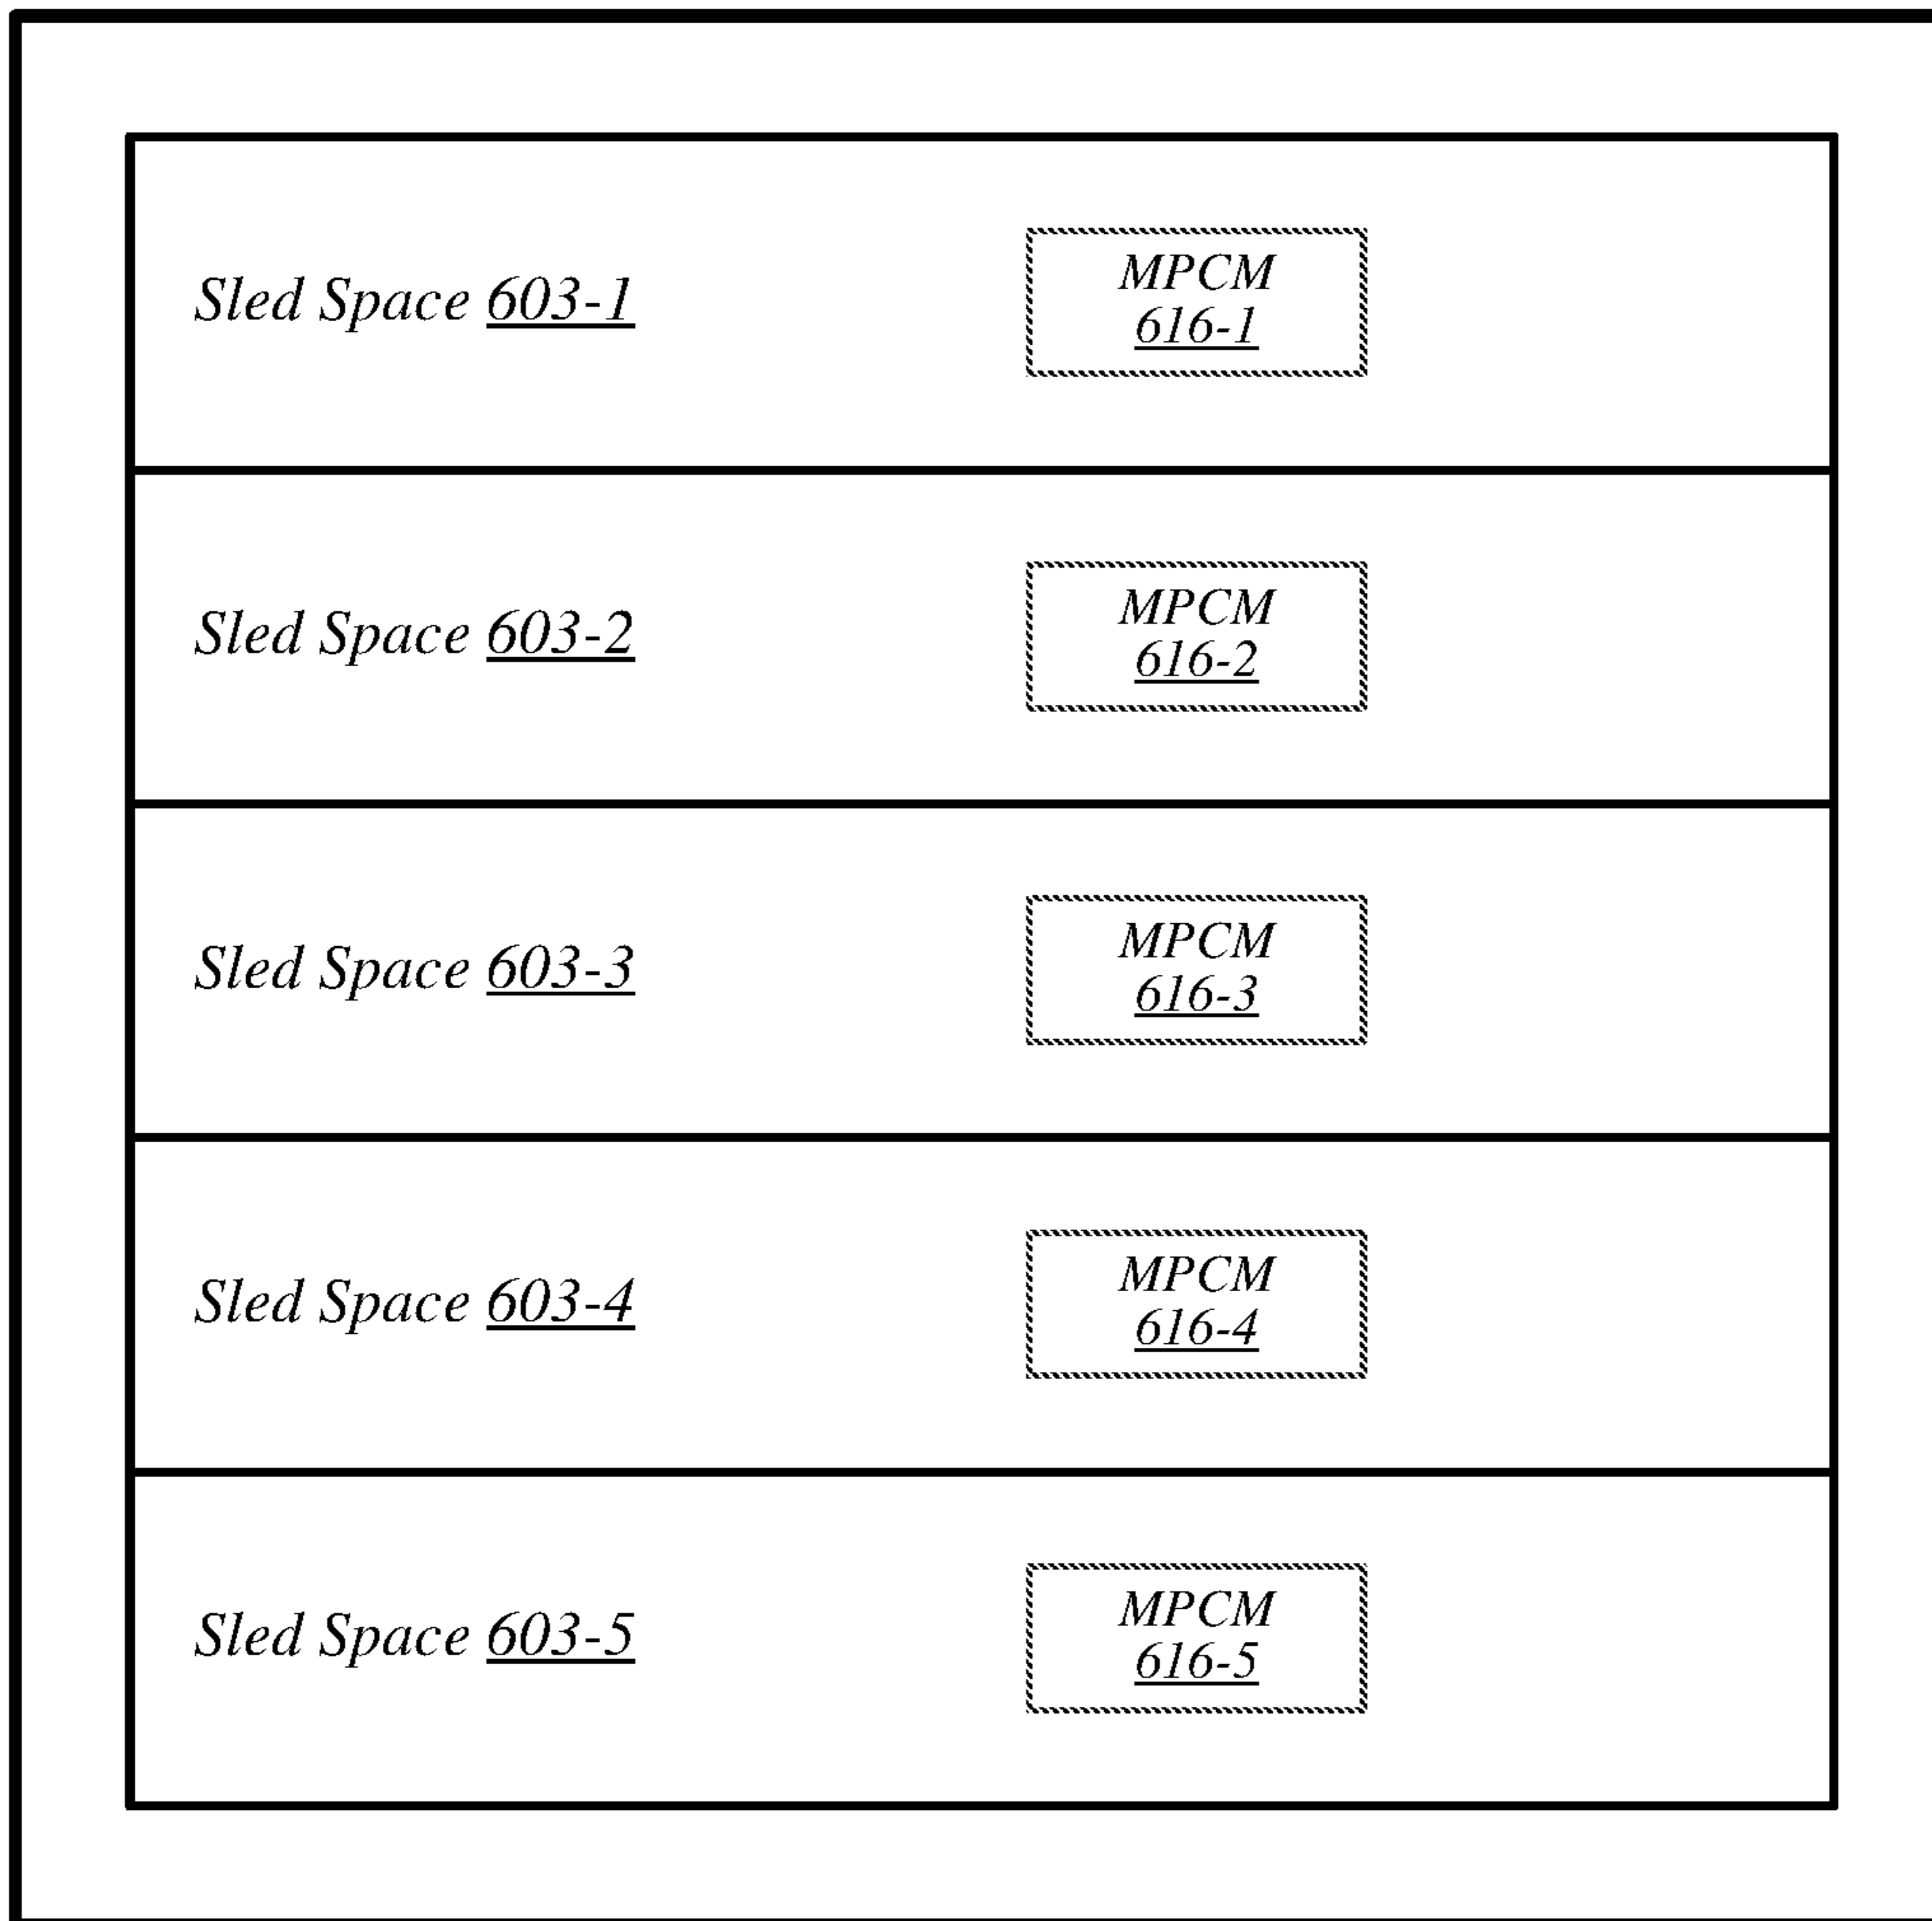 Sled Space 603-1
MPCM
616-1
Sled Space 603-2
MPCM
616-2
Sled Space 603-3
MPCM
616-3
Sled Space 603-4
MPCM
616-4
Sled Space 603-5
MPCM
616-5